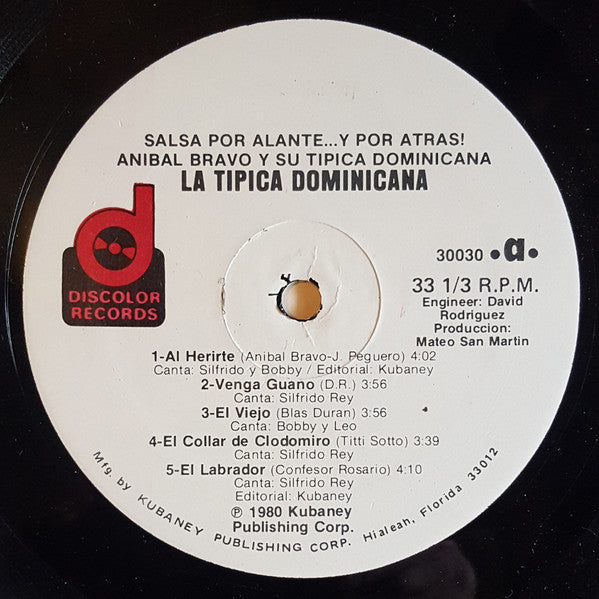 SALSA POR ALANTE...Y POR ATRAS!
ANIBAL BRAVO Y SU TIPICA DOMINICANA
LA TIPICA DOMINICANA
d
DISCOLOR
RECORDS
30030 •a•
33 1/3 R.P.M.
Engineer: David
Rodriguez
Produccion:
Mateo San Martin
1-Al Herirte (Anibal Bravo-J. Peguero) 4:02
Canta: Silfrido y Bobby / Editorial: Kubaney
2-Venga Guano (D.R.) 3:56
Canta: Silfrido Rey
3-El Viejo (Blas Duran) 3:56
Canta: Bobby y Leo
4-El Collar de Clodomiro (Titti Sotto) 3:39
Canta: Silfrido Rey
5-El Labrador (Confesor Rosario) 4:10
Canta: Silfrido Rey
Editorial: Kubaney
℗ 1980 Kubaney
Publishing Corp.
Mfg. by KUBANEY PUBLISHING CORP. Hialeah, Florida 33012